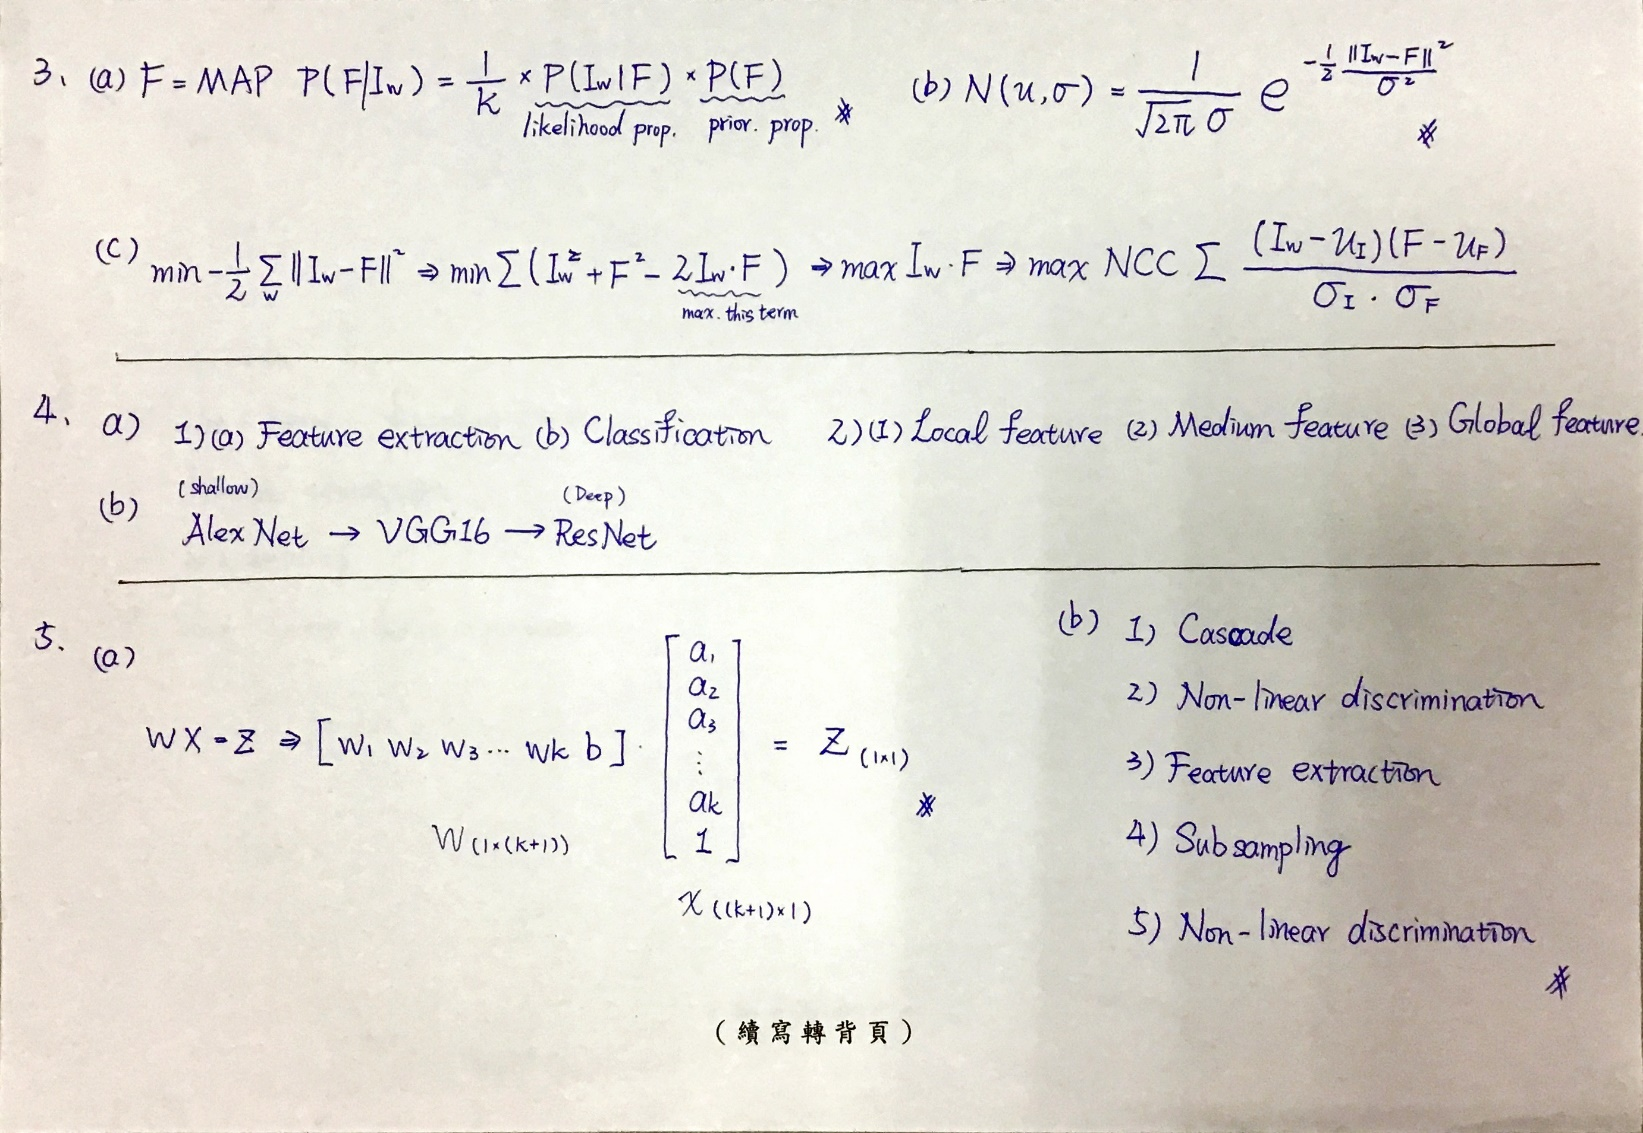 3. (a) F = MAP P(F|Iw) = 1/k × P(Iw|F) × P(F)
likelihood prop. prior. prop. ※
(b) N(u,σ) = 1/(√2π σ) e^(-1/2 ‖Iw-F‖²/σ²)
※
(c) min -1/2 Σw ‖Iw-F‖² ⇒ min Σ(Iw² + F² - 2Iw·F) ⇒ max Iw·F ⇒ max NCC Σ (Iw-uI)(F-uF)/(σI·σF)
max. this term
4. a) 1)(a) Feature extraction (b) Classification 2)(1) Local feature (2) Medium feature (3) Global feature.
(shallow) (Deep)
(b) AlexNet → VGG16 → ResNet
5. (a)
WX = Z ⇒ [W1 W2 W3 ... Wk b] · [a1 a2 a3 ⋮ ak 1] = Z (1×1)
※
W (1×(k+1))
X ((k+1)×1)
(b) 1) Cascade
2) Non-linear discrimination
3) Feature extraction
4) Subsampling
5) Non-linear discrimination
※
(續寫轉背頁)